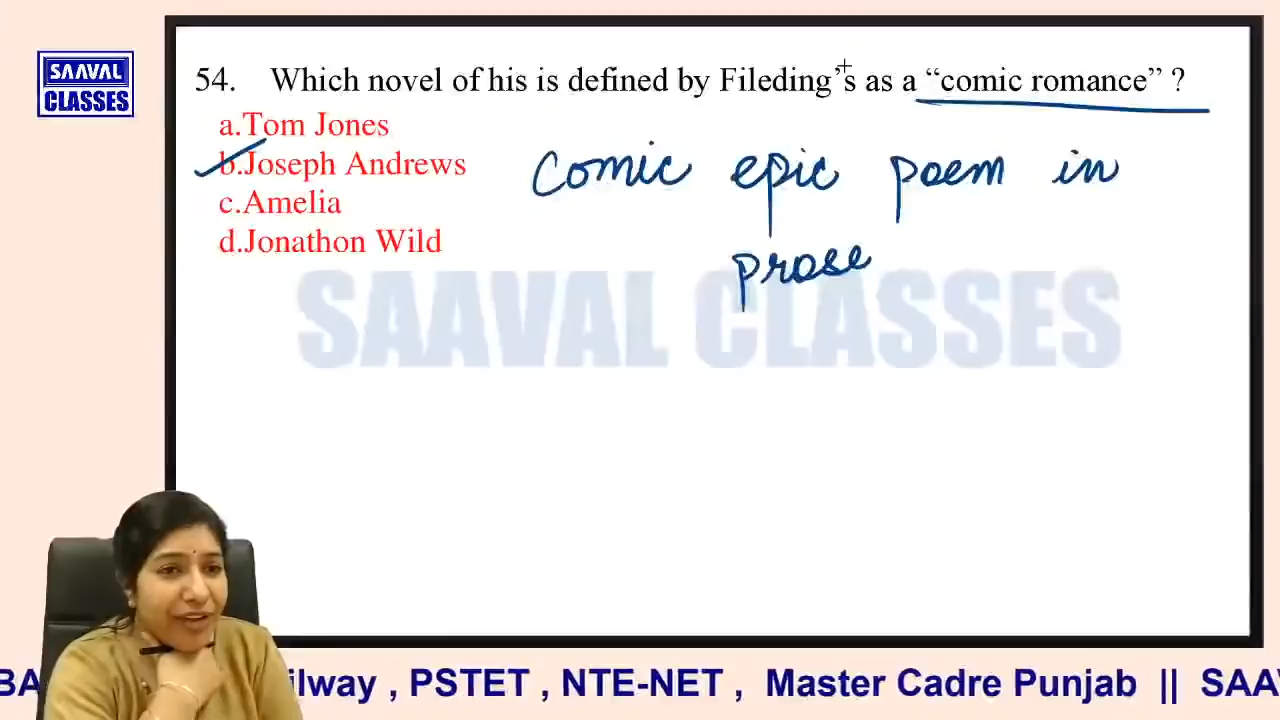 SAAVAL
CLASSES
54. Which novel of his is defined by Fileding’s as a “comic romance” ?
a.Tom Jones
b.Joseph Andrews
c.Amelia
d.Jonathon Wild
Comic epic poem in
prose
SAAVAL CLASSES
BA ilway , PSTET , NTE-NET , Master Cadre Punjab || SAAV